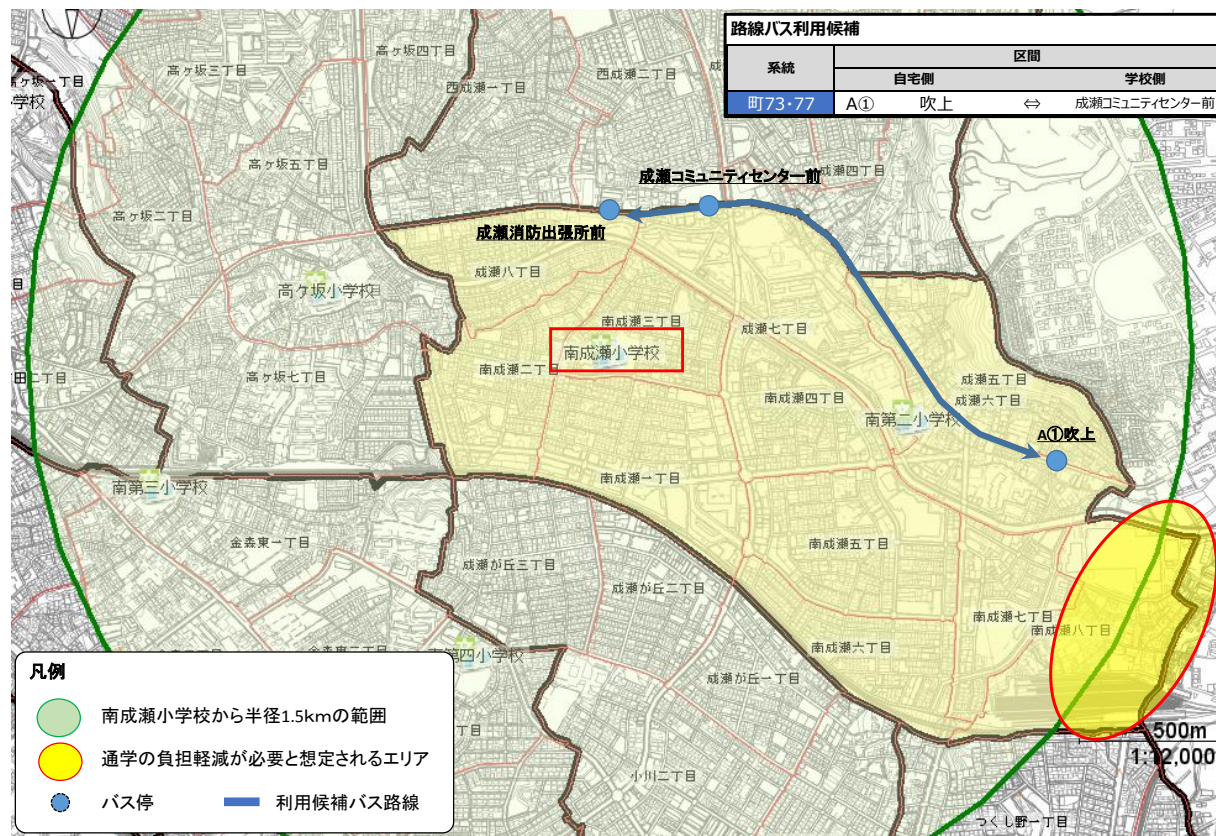 路線バス利用候補
系統
区間
自宅側
学校側
町73・77
A① 吹上 ⇔ 成瀬コミュニティセンター前
高ヶ坂四丁目
高ヶ坂三丁目
西成瀬二丁目
西成瀬一丁目
高ヶ坂五丁目
成瀬四丁目
成瀬コミュニティセンター前
高ヶ坂二丁目
成瀬消防出張所前
成瀬八丁目
高ケ坂小学校
南成瀬三丁目
成瀬七丁目
南成瀬小学校
南成瀬二丁目
高ヶ坂七丁目
成瀬五丁目
成瀬六丁目
南成瀬四丁目
南第二小学校
A①吹上
南成瀬一丁目
南第三小学校
金森東一丁目
南成瀬五丁目
成瀬が丘三丁目
成瀬が丘二丁目
南成瀬七丁目
南成瀬八丁目
南成瀬六丁目
南第四小学校
成瀬が丘一丁目
小川二丁目
つくし野一丁目
500m
1:12,000
凡例
南成瀬小学校から半径1.5kmの範囲
通学の負担軽減が必要と想定されるエリア
バス停
利用候補バス路線